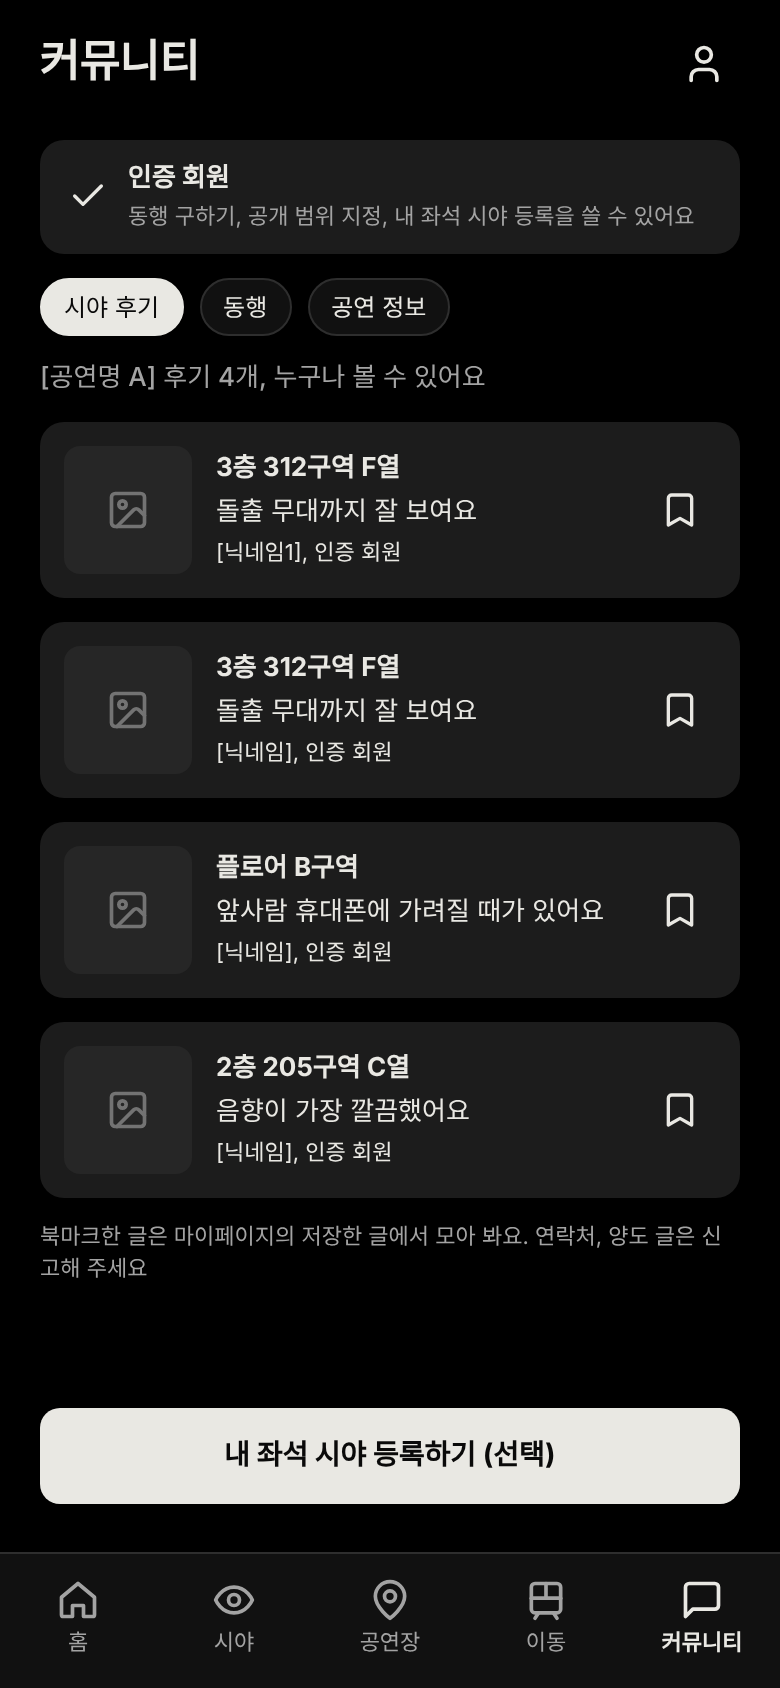 커뮤니티
인증 회원
동행 구하기, 공개 범위 지정, 내 좌석 시야 등록을 쓸 수 있어요
시야 후기
동행
공연 정보
[공연명 A] 후기 4개, 누구나 볼 수 있어요
3층 312구역 F열
돌출 무대까지 잘 보여요
[닉네임1], 인증 회원
3층 312구역 F열
돌출 무대까지 잘 보여요
[닉네임], 인증 회원
플로어 B구역
앞사람 휴대폰에 가려질 때가 있어요
[닉네임], 인증 회원
2층 205구역 C열
음향이 가장 깔끔했어요
[닉네임], 인증 회원
북마크한 글은 마이페이지의 저장한 글에서 모아 봐요. 연락처, 양도 글은 신
고해 주세요
내 좌석 시야 등록하기 (선택)
홈
시야
공연장
이동
커뮤니티